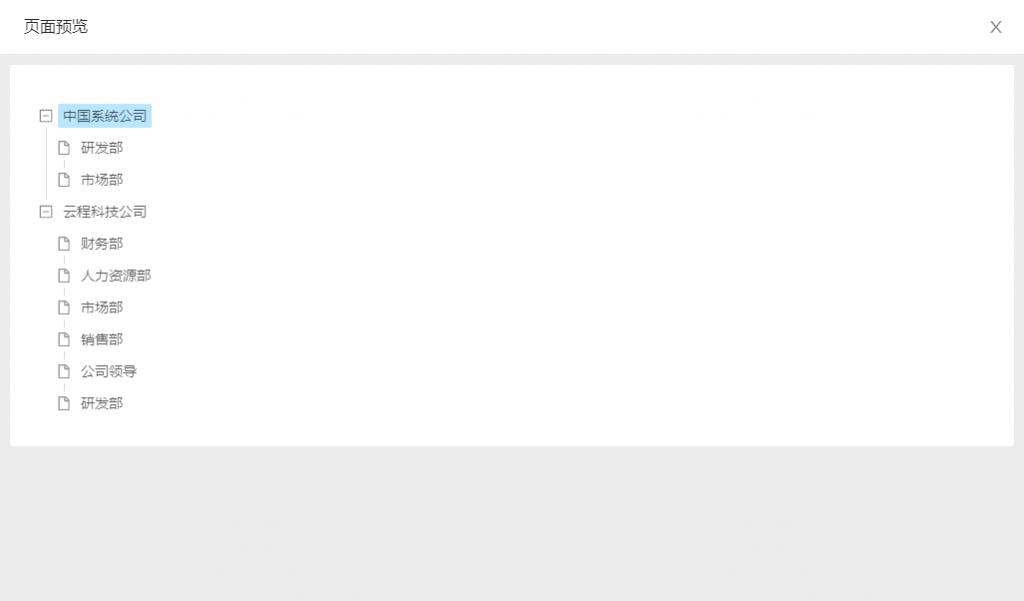 页面预览
中国系统公司
研发部
市场部
云程科技公司
财务部
人力资源部
市场部
销售部
公司领导
研发部